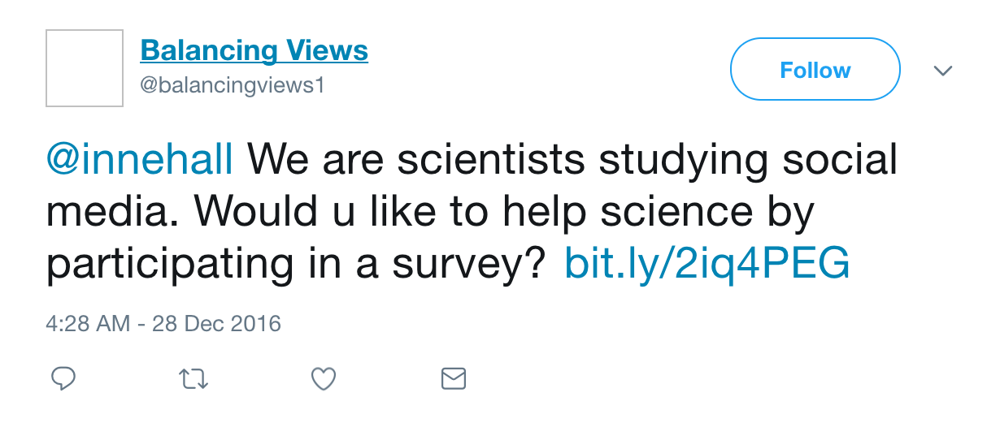 Balancing Views
@balancingviews1
Follow
@innehall We are scientists studying social
media. Would u like to help science by
participating in a survey? bit.ly/2iq4PEG
4:28 AM - 28 Dec 2016